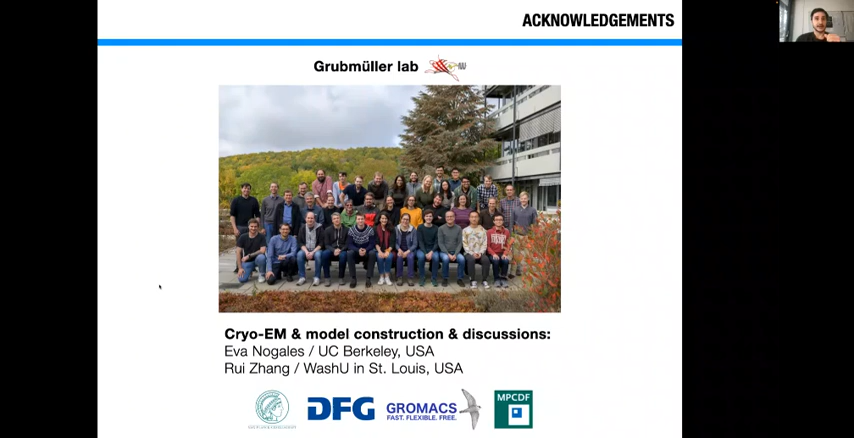 ACKNOWLEDGEMENTS
Grubmüller lab
Cryo-EM & model construction & discussions:
Eva Nogales / UC Berkeley, USA
Rui Zhang / WashU in St. Louis, USA
DFG
GROMACS
FAST. FLEXIBLE. FREE.
MPCDF